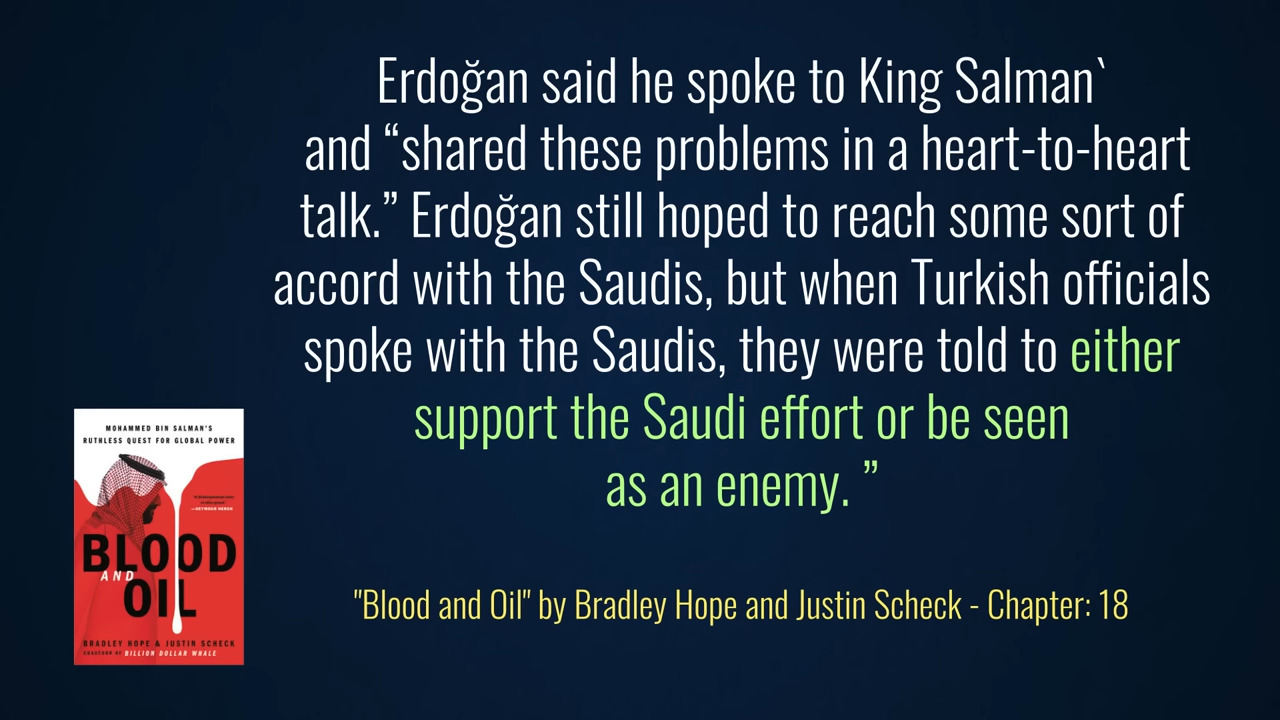 Erdoğan said he spoke to King Salman`
and “shared these problems in a heart-to-heart
talk.” Erdoğan still hoped to reach some sort of
accord with the Saudis, but when Turkish officials
spoke with the Saudis, they were told to either
support the Saudi effort or be seen
as an enemy. ”
MOHAMMED BIN SALMAN'S
RUTHLESS QUEST FOR GLOBAL POWER
—SEYMOUR HERSH
BLOOD
AND
OIL
BRADLEY HOPE & JUSTIN SCHECK
COAUTHOR OF BILLION DOLLAR WHALE
"Blood and Oil" by Bradley Hope and Justin Scheck - Chapter: 18